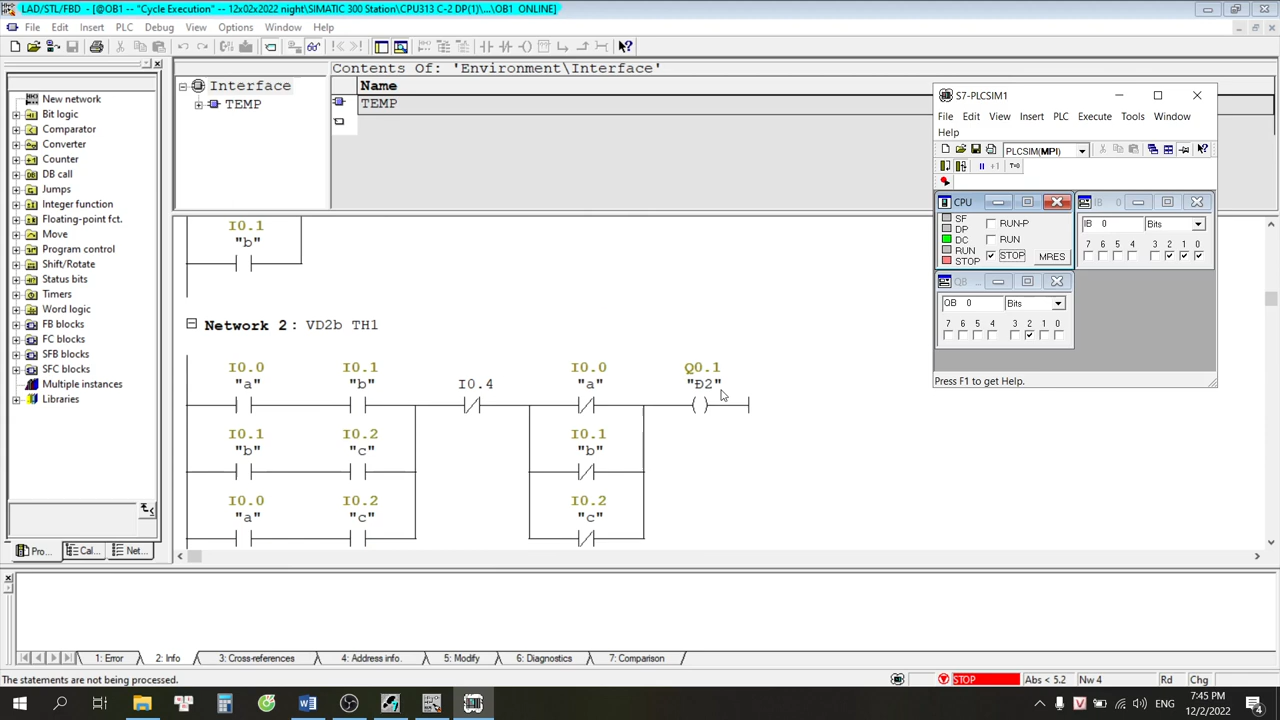 LAD/STL/FBD - [@OB1 -- "Cycle Execution" -- 12x02x2022 night\SIMATIC 300 Station\CPU313 C-2 DP(1)\...\OB1 ONLINE]
File Edit Insert PLC Debug View Options Window Help
Contents Of: 'Environment\Interface'
Interface
TEMP
Name
TEMP
New network
Bit logic
Comparator
Converter
Counter
DB call
Jumps
Integer function
Floating-point fct.
Move
Program control
Shift/Rotate
Status bits
Timers
Word logic
FB blocks
FC blocks
SFB blocks
SFC blocks
Multiple instances
Libraries
Pro...
Cal...
Net...
I0.1
"b"
Network 2: VD2b TH1
I0.0 I0.1 I0.0 Q0.1
"a" "b" I0.4 "a" "Đ2"
I0.1 I0.2 I0.1
"b" "c" "b"
I0.0 I0.2 I0.2
"a" "c" "c"
S7-PLCSIM1
File Edit View Insert PLC Execute Tools Window
Help
PLCSIM(MPI)
+1 T=0
CPU
SF
DP
DC
RUN
STOP
RUN-P
RUN
STOP
MRES
IB 0
IB 0 Bits
7 6 5 4 3 2 1 0
QB ...
QB 0 Bits
7 6 5 4 3 2 1 0
Press F1 to get Help.
1: Error 2: Info 3: Cross-references 4: Address info. 5: Modify 6: Diagnostics 7: Comparison
The statements are not being processed.
STOP Abs < 5.2 Nw 4 Rd Chg
7:45 PM
12/2/2022